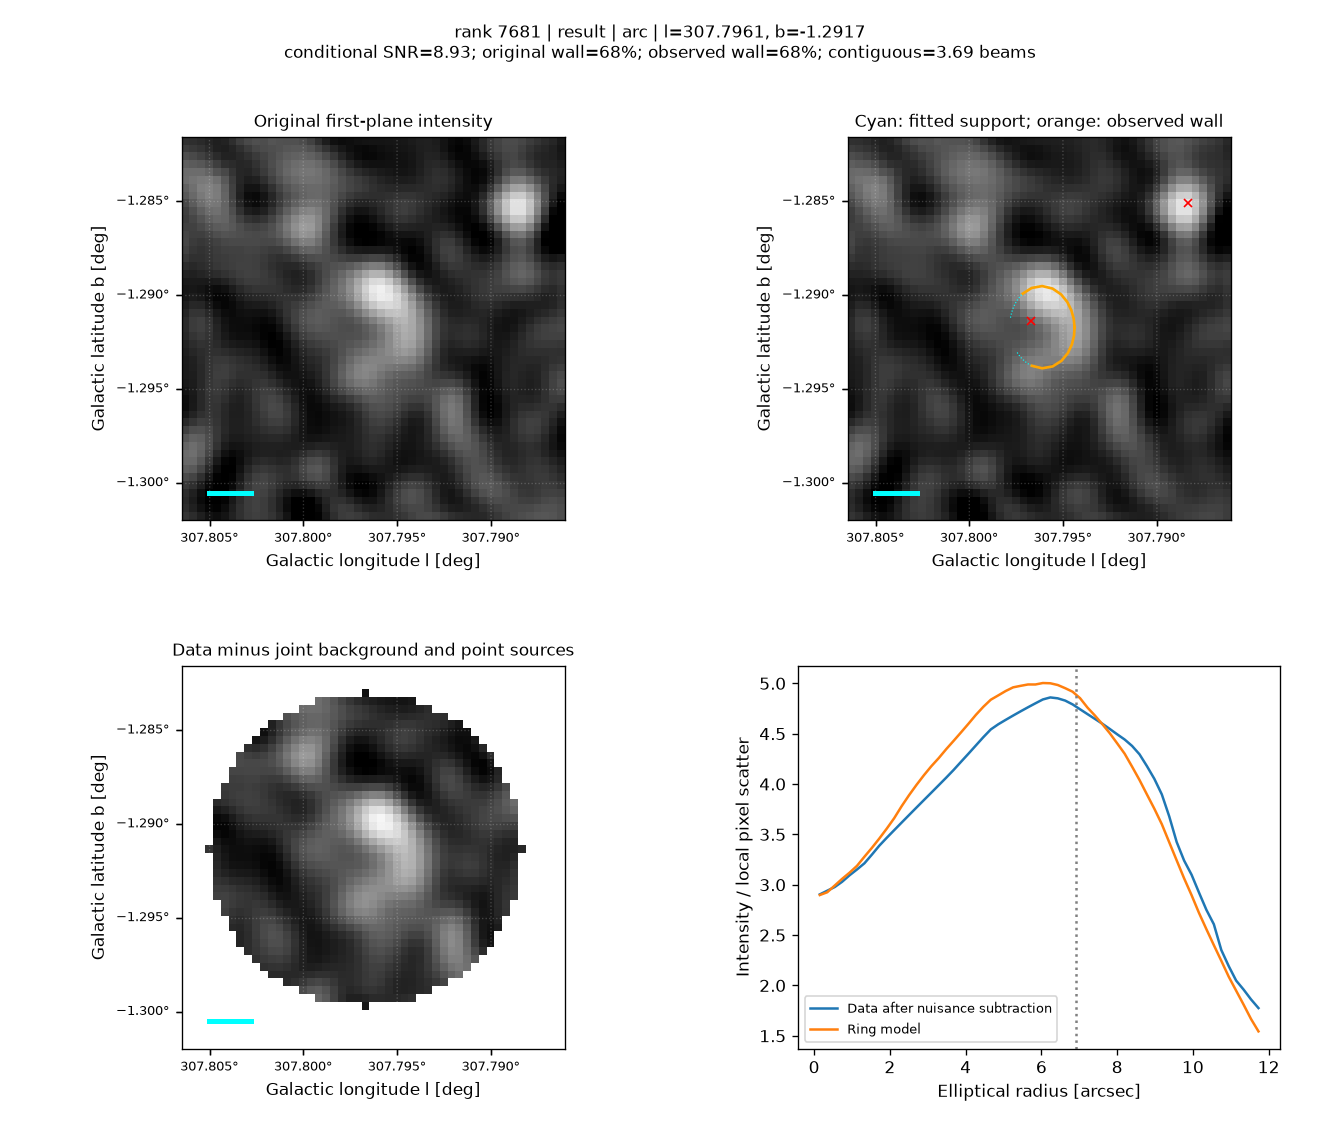 rank 7681 | result | arc | l=307.7961, b=-1.2917
conditional SNR=8.93; original wall=68%; observed wall=68%; contiguous=3.69 beams
Original first-plane intensity
Galactic latitude b [deg]
−1.285°
−1.290°
−1.295°
−1.300°
307.805°
307.800°
307.795°
307.790°
Galactic longitude l [deg]
Cyan: fitted support; orange: observed wall
Galactic latitude b [deg]
−1.285°
−1.290°
−1.295°
−1.300°
307.805°
307.800°
307.795°
307.790°
Galactic longitude l [deg]
Data minus joint background and point sources
Galactic latitude b [deg]
−1.285°
−1.290°
−1.295°
−1.300°
307.805°
307.800°
307.795°
307.790°
Galactic longitude l [deg]
Intensity / local pixel scatter
5.0
4.5
4.0
3.5
3.0
2.5
2.0
1.5
Data after nuisance subtraction
Ring model
0
2
4
6
8
10
12
Elliptical radius [arcsec]